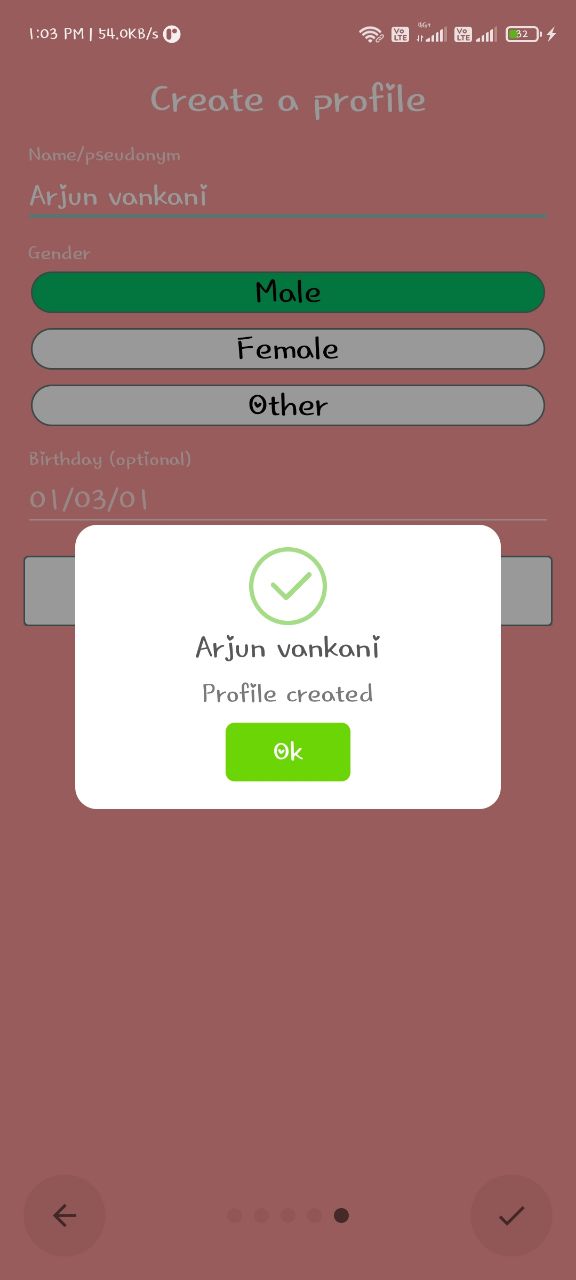 1:03 PM | 54.0KB/s
Vo LTE 4G+ Vo LTE 32
Create a profile
Name/pseudonym
Arjun vankani
Gender
Male
Female
Other
Birthday (optional)
01/03/01
Arjun vankani
Profile created
Ok